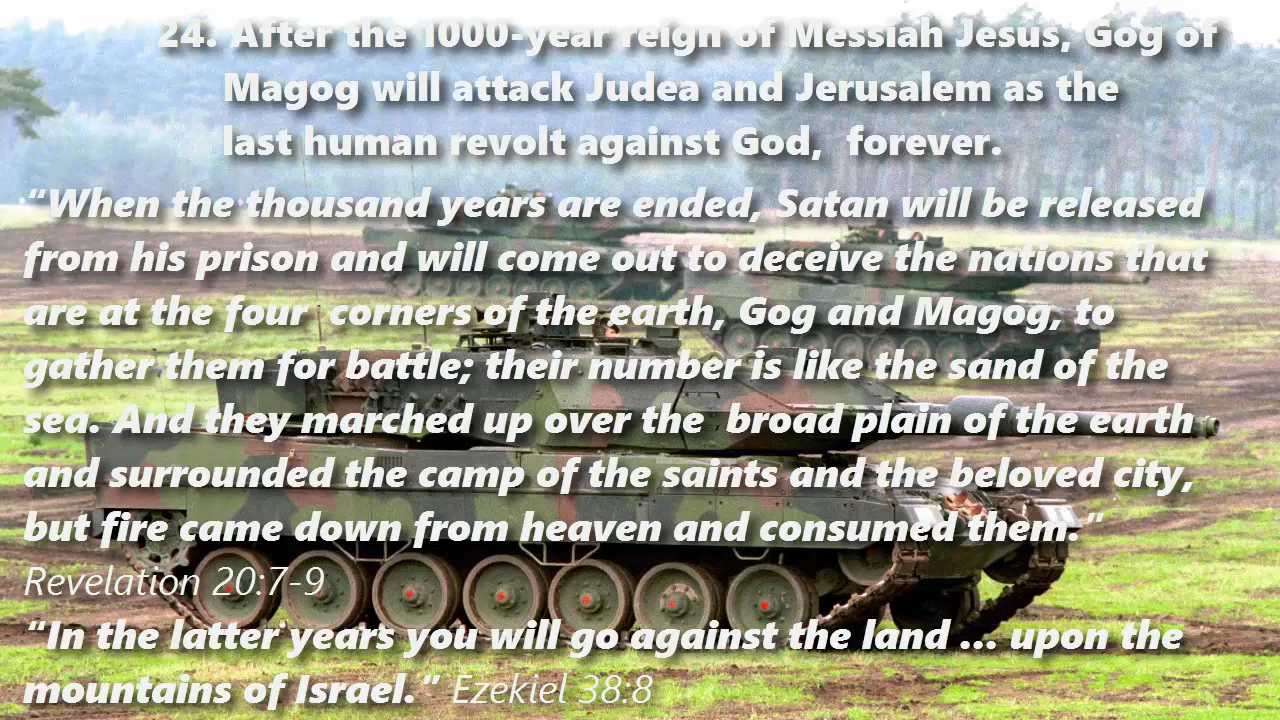 24. After the 1000-year reign of Messiah Jesus, Gog of
Magog will attack Judea and Jerusalem as the
last human revolt against God,  forever.
“When the thousand years are ended, Satan will be released
from his prison and will come out to deceive the nations that
are at the four  corners of the earth, Gog and Magog, to
gather them for battle; their number is like the sand of the
sea. And they marched up over the  broad plain of the earth
and surrounded the camp of the saints and the beloved city,
but fire came down from heaven and consumed them.”
Revelation 20:7-9
“In the latter years you will go against the land ... upon the
mountains of Israel.” Ezekiel 38:8